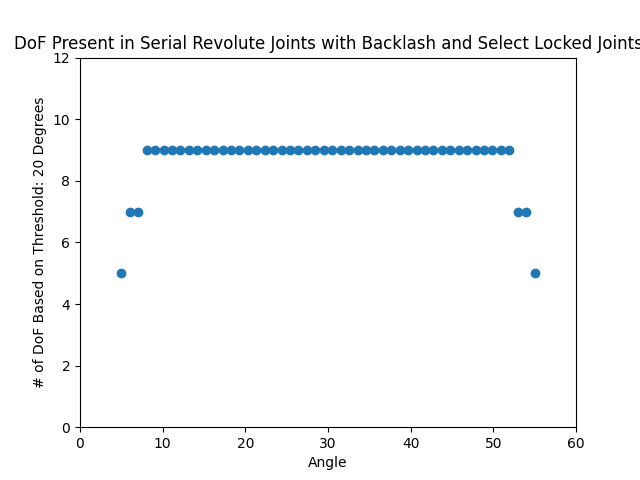 DoF Present in Serial Revolute Joints with Backlash and Select Locked Joints
12
10
8
6
4
2
0
# of DoF Based on Threshold: 20 Degrees
0 10 20 30 40 50 60
Angle